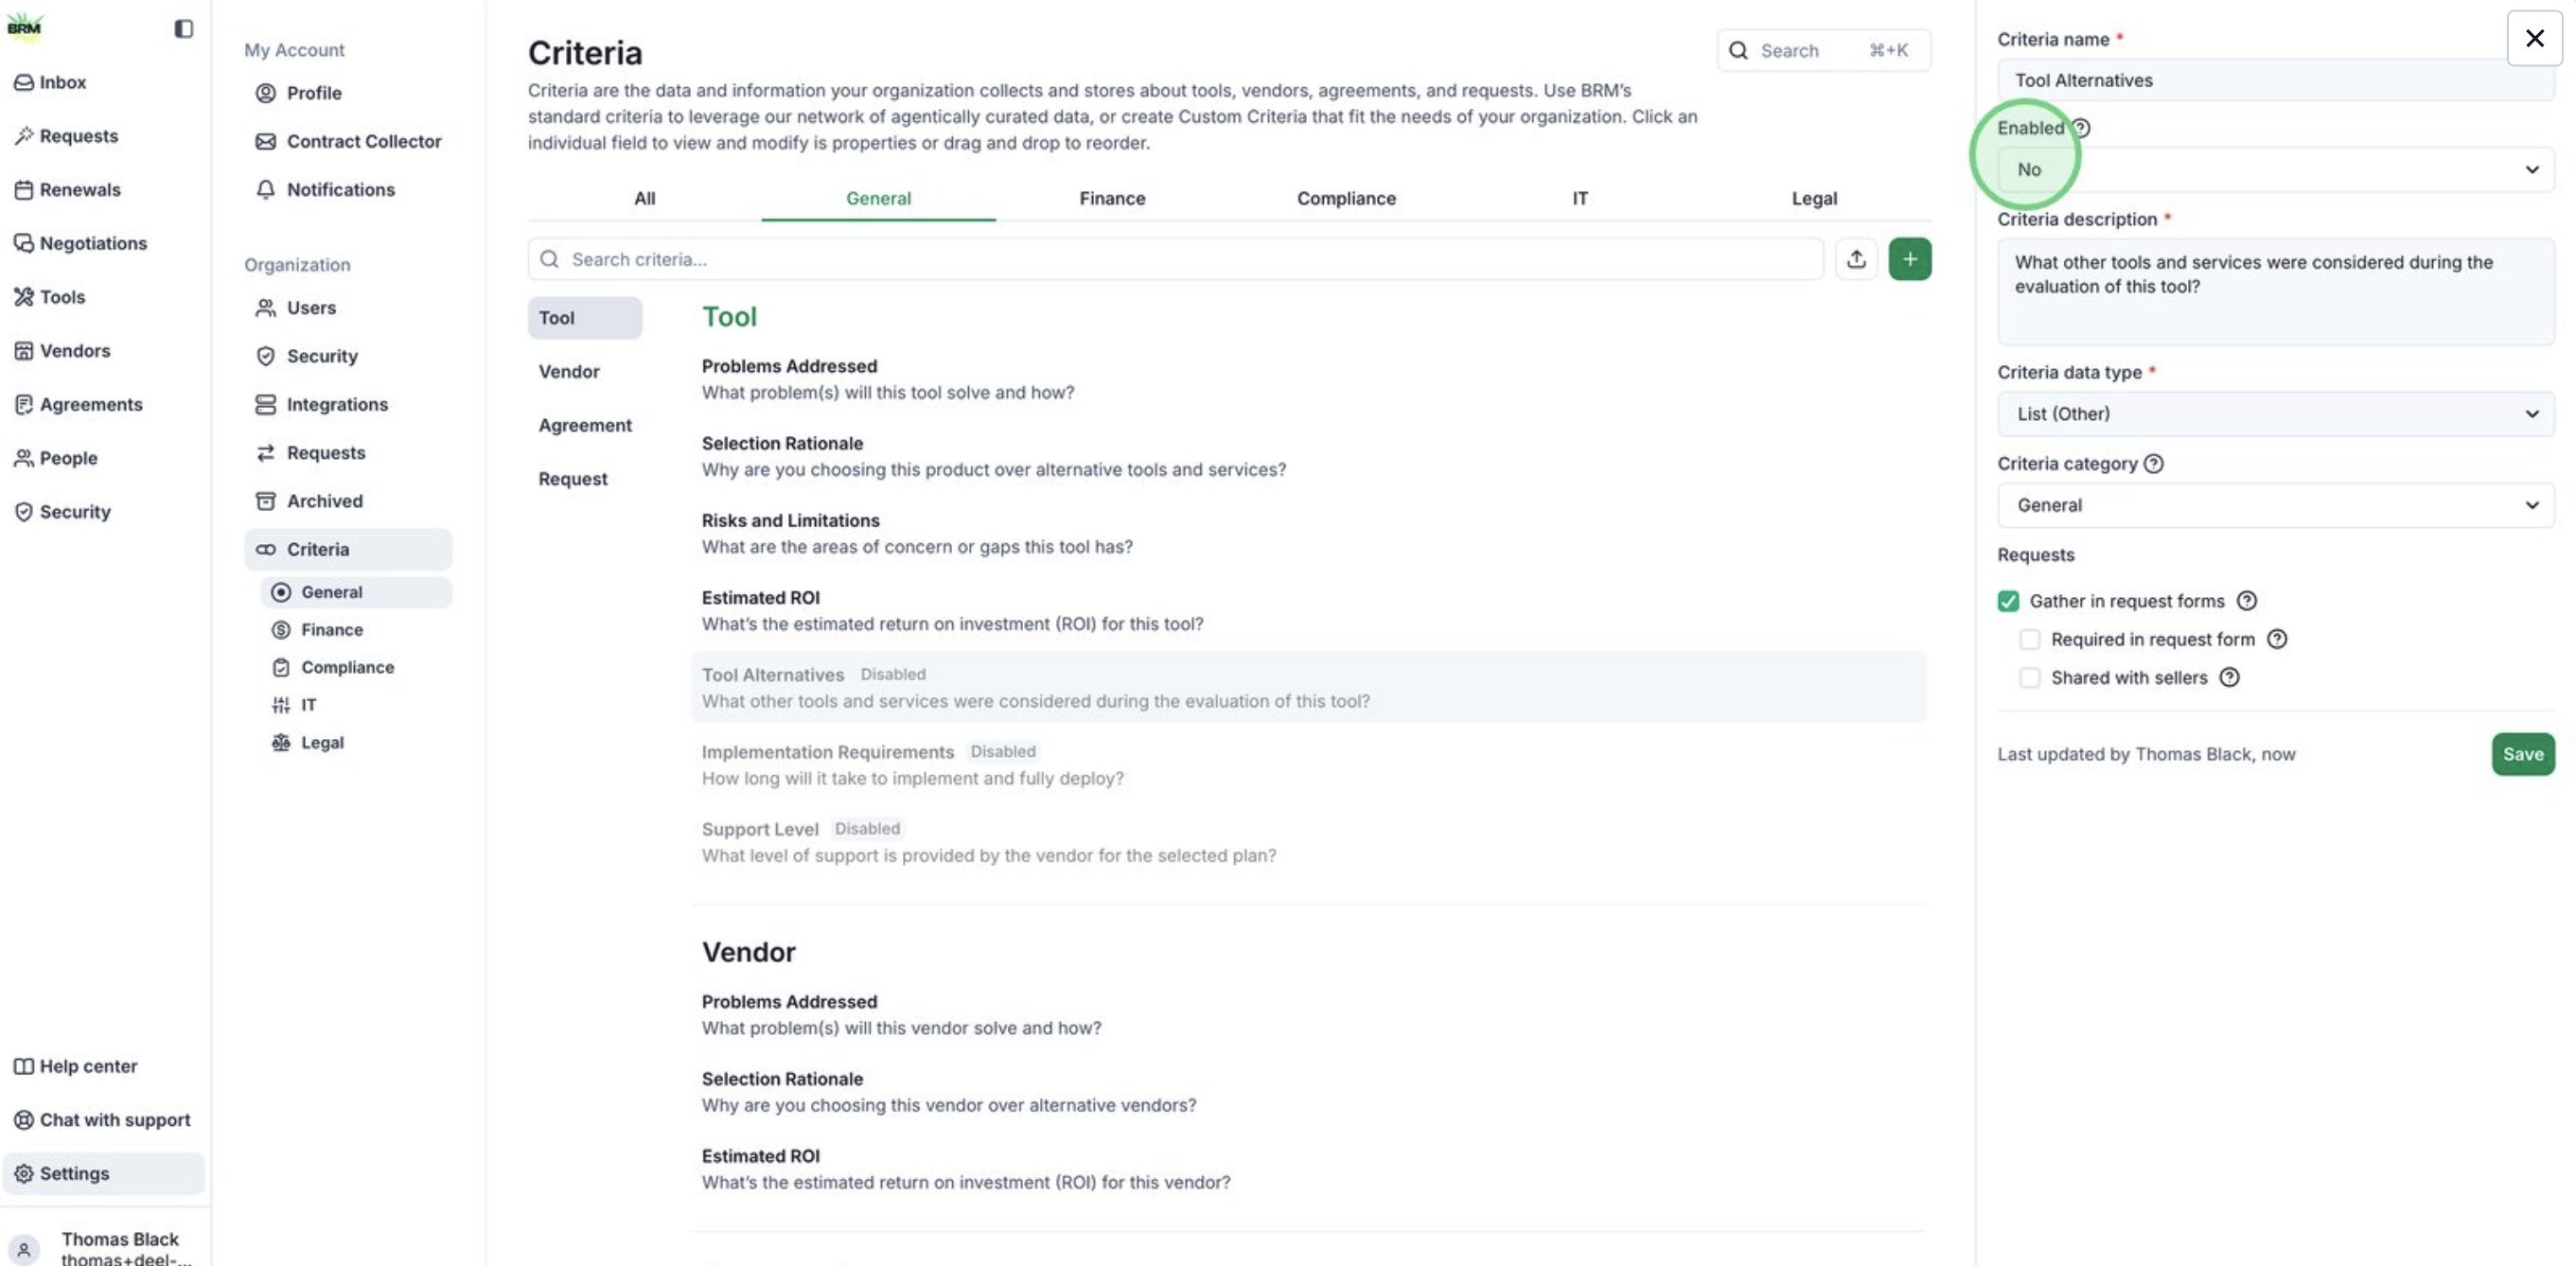 BRM
Inbox
Requests
Renewals
Negotiations
Tools
Vendors
Agreements
People
Security
Help center
Chat with support
Settings
Thomas Black
thomas+deel-...
My Account
Profile
Contract Collector
Notifications
Organization
Users
Security
Integrations
Requests
Archived
Criteria
General
Finance
Compliance
IT
Legal
Criteria
Search ⌘+K
Criteria are the data and information your organization collects and stores about tools, vendors, agreements, and requests. Use BRM's
standard criteria to leverage our network of agentically curated data, or create Custom Criteria that fit the needs of your organization. Click an
individual field to view and modify is properties or drag and drop to reorder.
All General Finance Compliance IT Legal
Search criteria...
Tool
Vendor
Agreement
Request
Tool
Problems Addressed
What problem(s) will this tool solve and how?
Selection Rationale
Why are you choosing this product over alternative tools and services?
Risks and Limitations
What are the areas of concern or gaps this tool has?
Estimated ROI
What's the estimated return on investment (ROI) for this tool?
Tool Alternatives Disabled
What other tools and services were considered during the evaluation of this tool?
Implementation Requirements Disabled
How long will it take to implement and fully deploy?
Support Level Disabled
What level of support is provided by the vendor for the selected plan?
Vendor
Problems Addressed
What problem(s) will this vendor solve and how?
Selection Rationale
Why are you choosing this vendor over alternative vendors?
Estimated ROI
What's the estimated return on investment (ROI) for this vendor?
Criteria name *
Tool Alternatives
Enabled
No
Criteria description *
What other tools and services were considered during the
evaluation of this tool?
Criteria data type *
List (Other)
Criteria category
General
Requests
Gather in request forms
Required in request form
Shared with sellers
Last updated by Thomas Black, now
Save